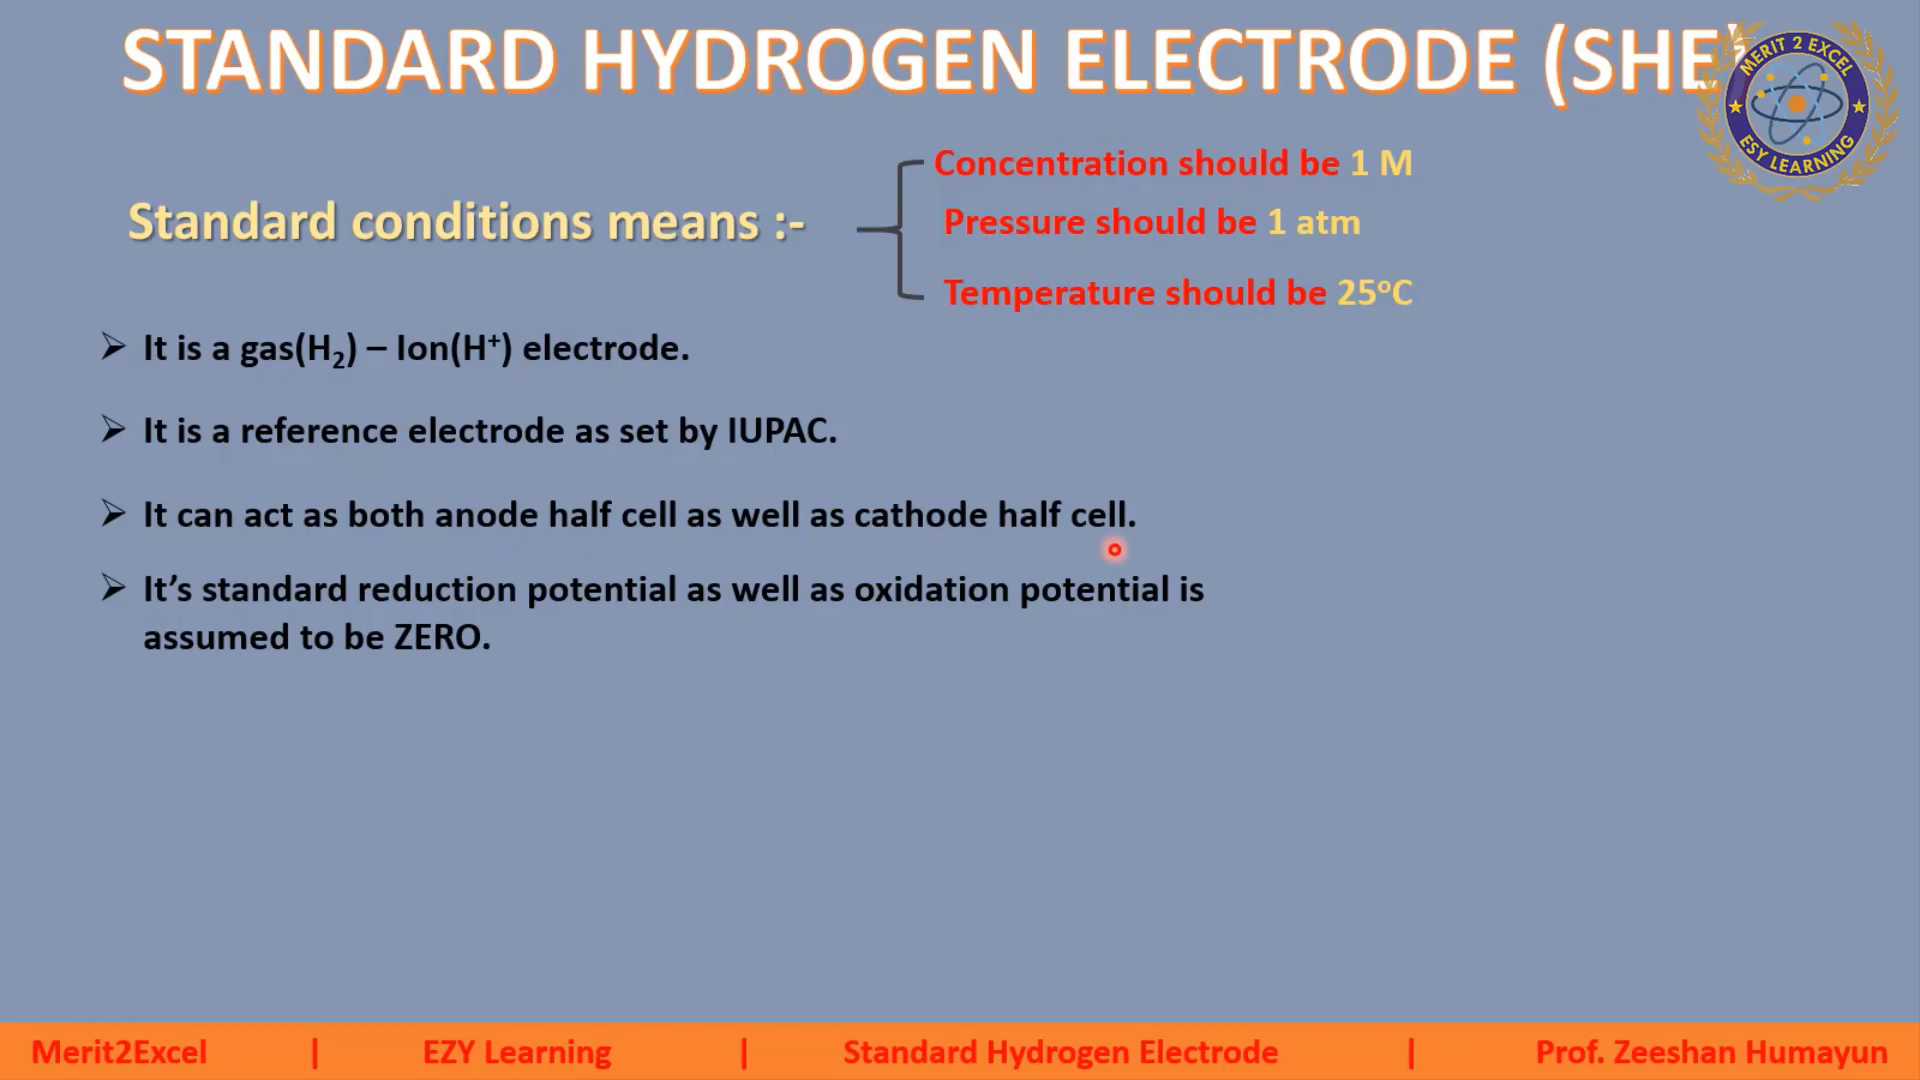 STANDARD HYDROGEN ELECTRODE (SHE)
MERIT 2 EXCEL
ESY LEARNING
Concentration should be 1 M
Standard conditions means :-
Pressure should be 1 atm
Temperature should be 25°C
➢ It is a gas(H₂) – Ion(H⁺) electrode.
➢ It is a reference electrode as set by IUPAC.
➢ It can act as both anode half cell as well as cathode half cell.
➢ It’s standard reduction potential as well as oxidation potential is
assumed to be ZERO.
Merit2Excel | EZY Learning | Standard Hydrogen Electrode | Prof. Zeeshan Humayun